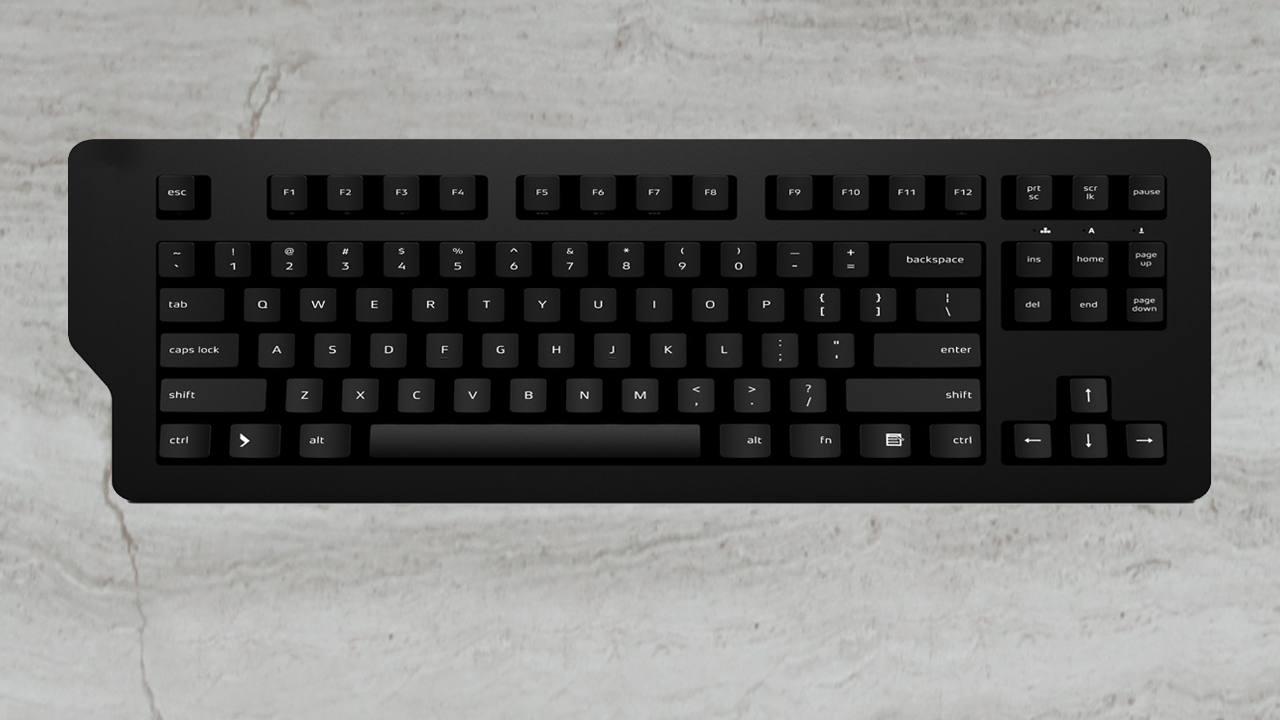 esc F1 F2 F3 F4 F5 F6 F7 F8 F9 F10 F11 F12 prt sc scr lk pause
A
~ ` ! 1 @ 2 # 3 $ 4 % 5 ^ 6 & 7 * 8 ( 9 ) 0 — - + = backspace ins home page up
tab Q W E R T Y U I O P { [ } ] ¦ \ del end page down
caps lock A S D F G H J K L : ; " ' enter
shift Z X C V B N M < , > . ? / shift ↑
ctrl alt alt fn ctrl ← ↓ →